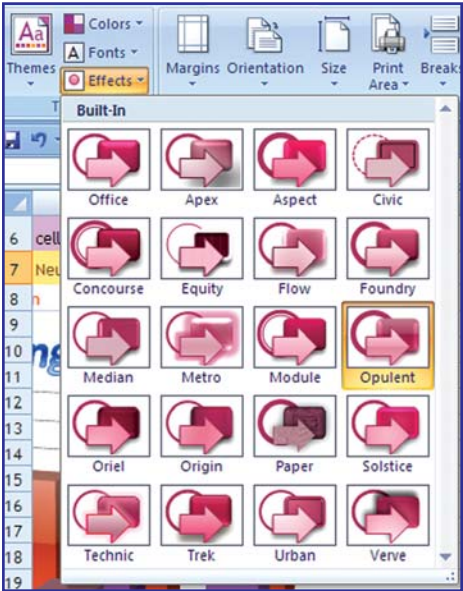 Aa
Colors
A Fonts
Effects
Themes
Margins Orientation Size Print Area Breaks
T
Built-In
Office Apex Aspect Civic
Concourse Equity Flow Foundry
Median Metro Module Opulent
Oriel Origin Paper Solstice
Technic Trek Urban Verve
6 cell
7 Neu
8 n
9
10 ng
11
12
13
14
15
16
17
18
19